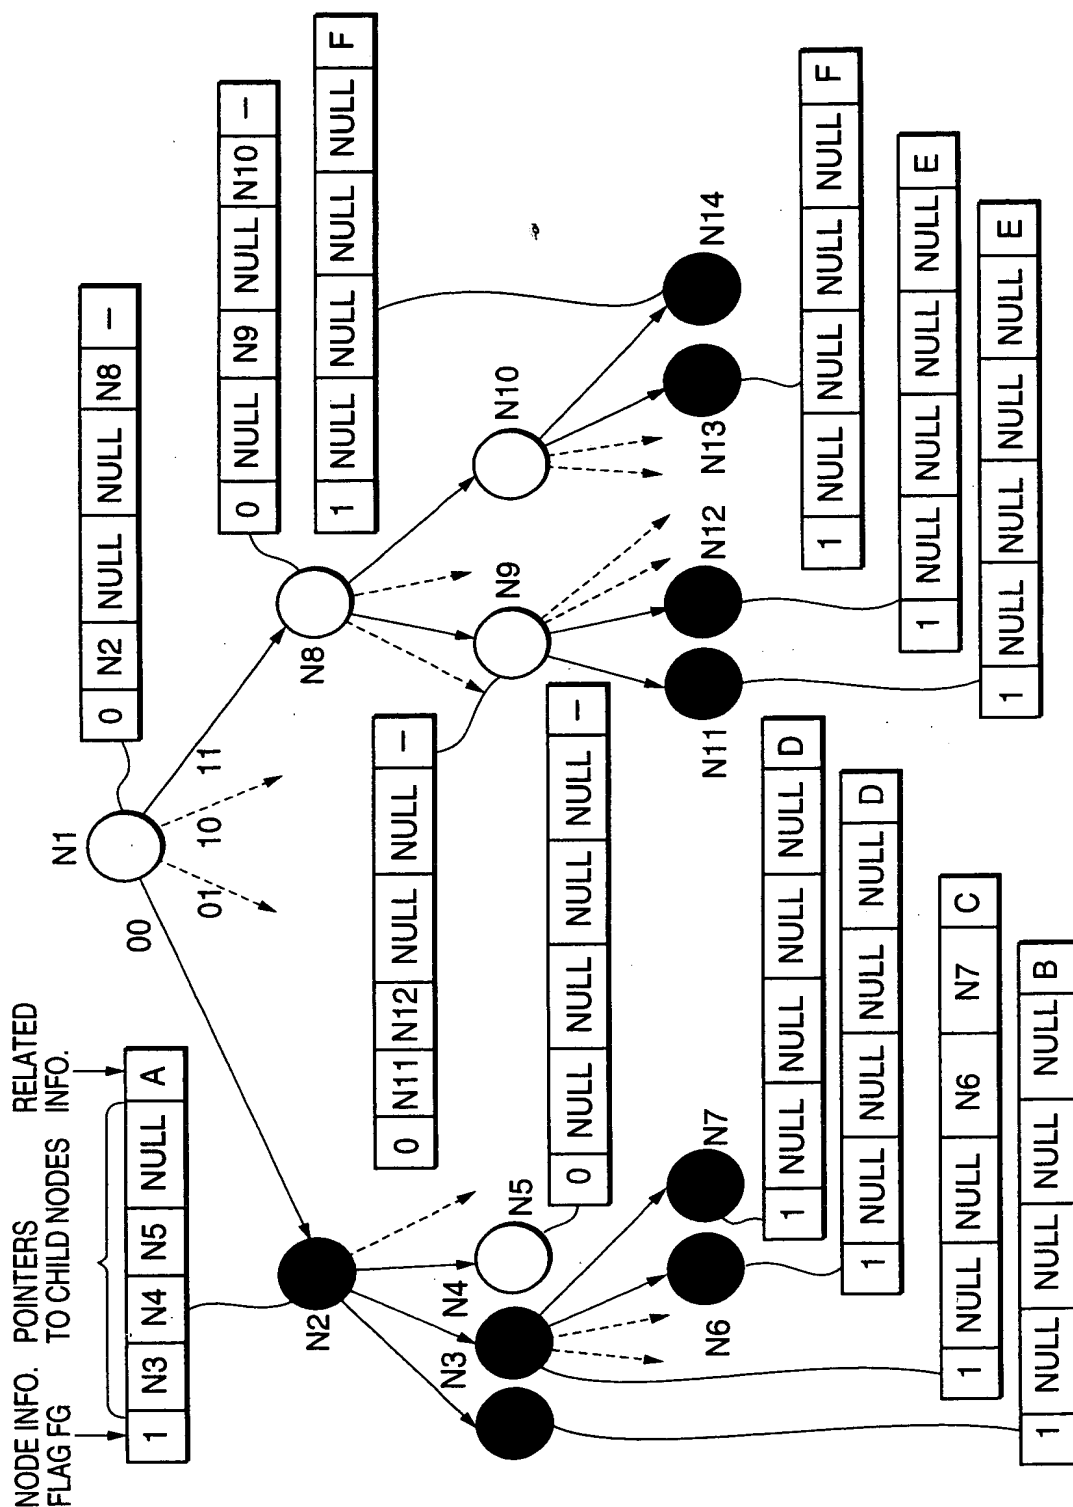 NODE INFO. POINTERS RELATED
FLAG FG TO CHILD NODES INFO.
1 N3 N4 N5 NULL A
N1
0 N2 NULL NULL N8 —
00 01 10 11
0 NULL N9 NULL N10 —
N2
N8
1 NULL NULL NULL NULL F
0 N11 N12 NULL NULL —
N3 N4 N5
N9 N10
0 NULL NULL NULL NULL —
N6 N7
N11 N12 N13 N14
1 NULL NULL NULL NULL D
1 NULL NULL NULL NULL F
1 NULL NULL NULL NULL D
1 NULL NULL NULL NULL E
1 NULL NULL N6 N7 C
1 NULL NULL NULL NULL E
1 NULL NULL NULL NULL B